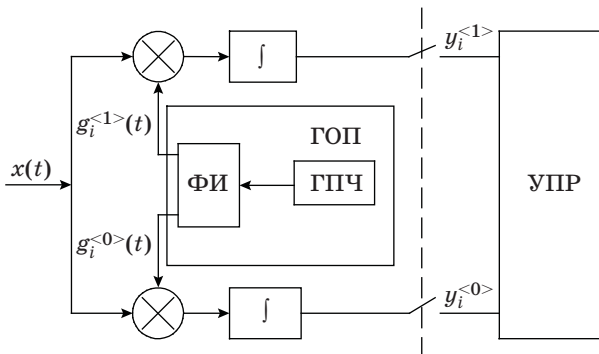 y_i^{<1>}
∫
g_i^{<1>}(t)
ГОП
x(t)
ФИ
ГПЧ
УПР
g_i^{<0>}(t)
y_i^{<0>}
∫